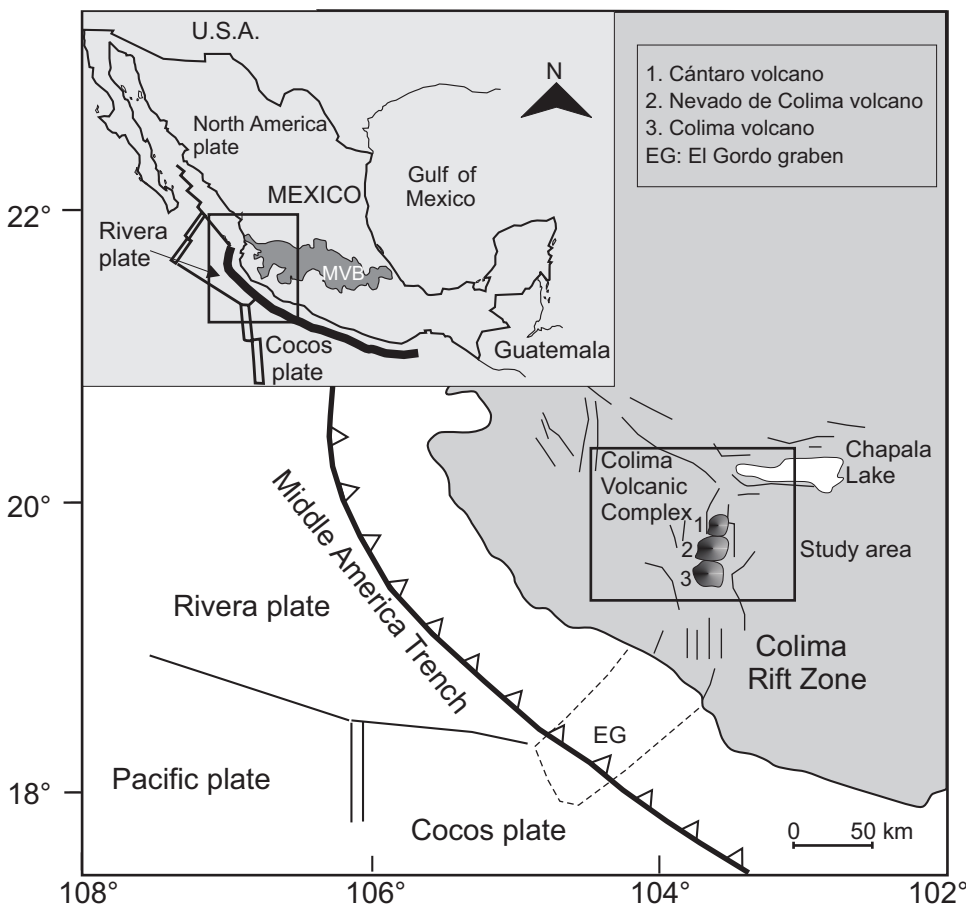 U.S.A.
N
North America
plate
Gulf of
Mexico
MEXICO
Rivera
plate
MVB
Cocos
plate
Guatemala
1. Cántaro volcano
2. Nevado de Colima volcano
3. Colima volcano
EG: El Gordo graben
22°
20°
18°
Chapala
Lake
Colima
Volcanic
Complex
1
2
3
Study area
Middle America Trench
Rivera plate
Colima
Rift Zone
EG
Pacific plate
Cocos plate
0 50 km
108°
106°
104°
102°